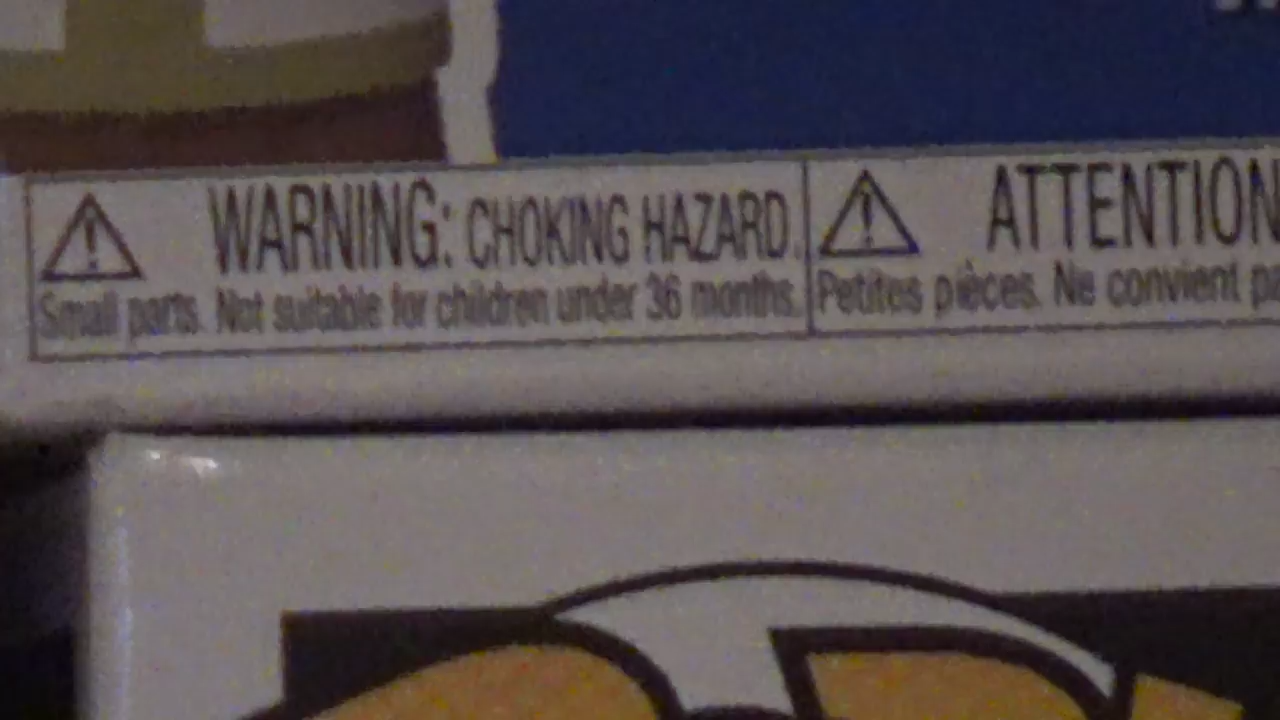 WARNING: CHOKING HAZARD.
Small parts. Not suitable for children under 36 months.
ATTENTION
Petites pièces. Ne convient